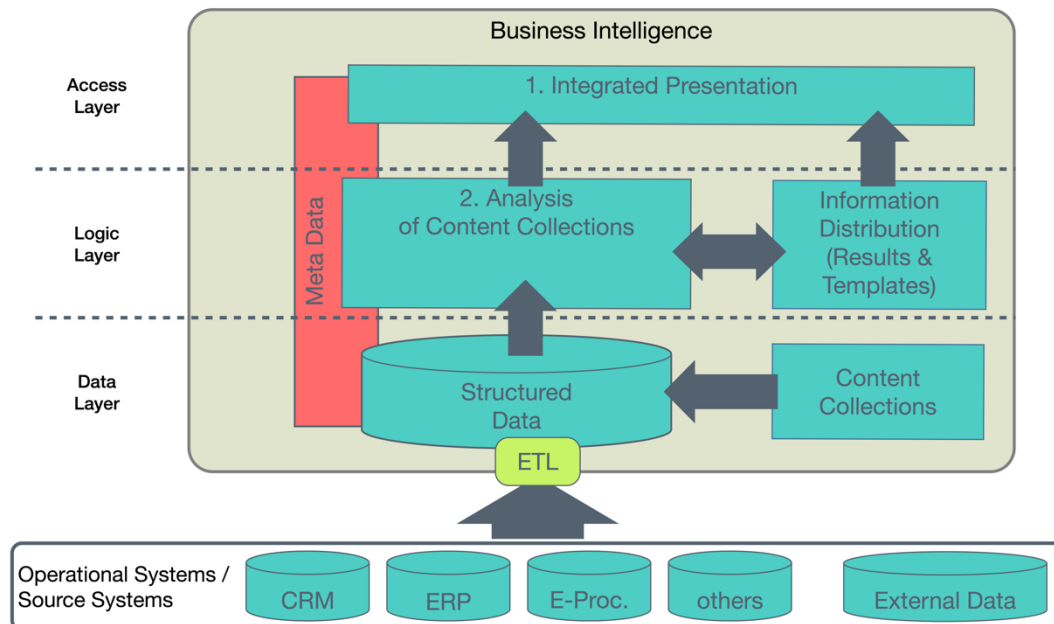 Business Intelligence
Access
Layer
1. Integrated Presentation
Logic
Layer
Meta Data
2. Analysis
of Content Collections
Information
Distribution
(Results &
Templates)
Data
Layer
Structured
Data
Content
Collections
ETL
Operational Systems /
Source Systems
CRM
ERP
E-Proc.
others
External Data